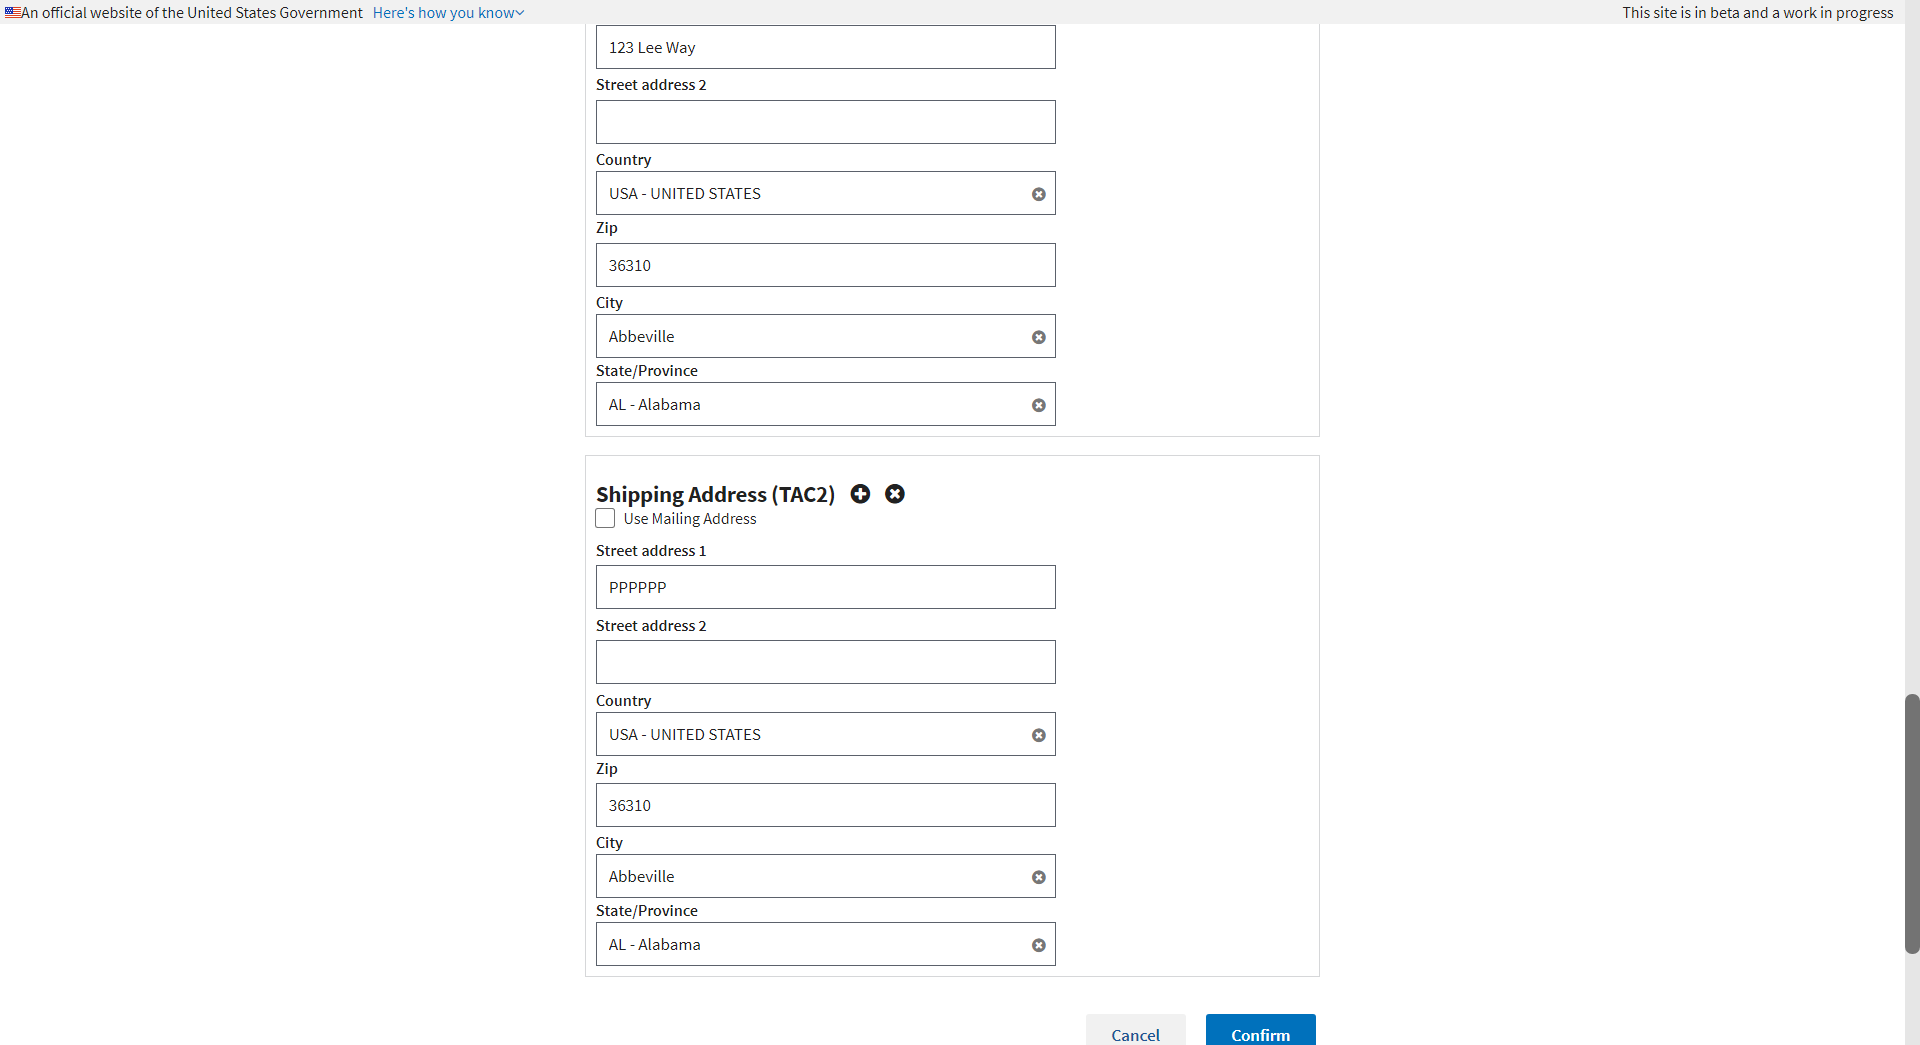 An official website of the United States Government Here's how you know
This site is in beta and a work in progress
123 Lee Way
Street address 2
Country
USA - UNITED STATES
Zip
36310
City
Abbeville
State/Province
AL - Alabama
Shipping Address (TAC2)
Use Mailing Address
Street address 1
PPPPPP
Street address 2
Country
USA - UNITED STATES
Zip
36310
City
Abbeville
State/Province
AL - Alabama
Cancel Confirm